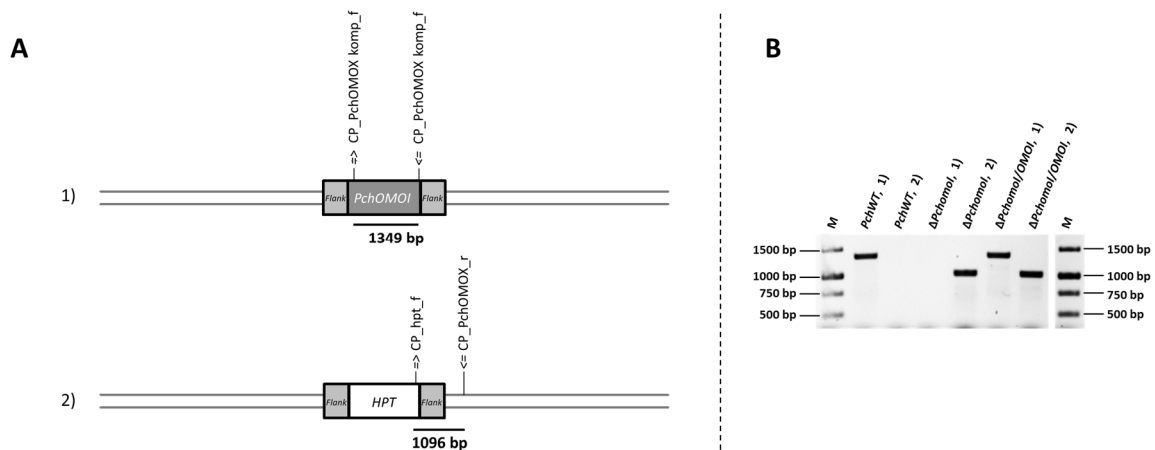 A
=> CP_PchOMOX komp_f
<= CP_PchOMOX komp_f
1)
Flank
PchOMOI
Flank
1349 bp
=> CP_hpt_f
<= CP_PchOMOX_r
2)
Flank
HPT
Flank
1096 bp
B
M
PchWT, 1)
PchWT, 2)
ΔPchomoI, 1)
ΔPchomoI, 2)
ΔPchomoI/OMOI, 1)
ΔPchomoI/OMOI, 2)
M
1500 bp
1000 bp
750 bp
500 bp
1500 bp
1000 bp
750 bp
500 bp